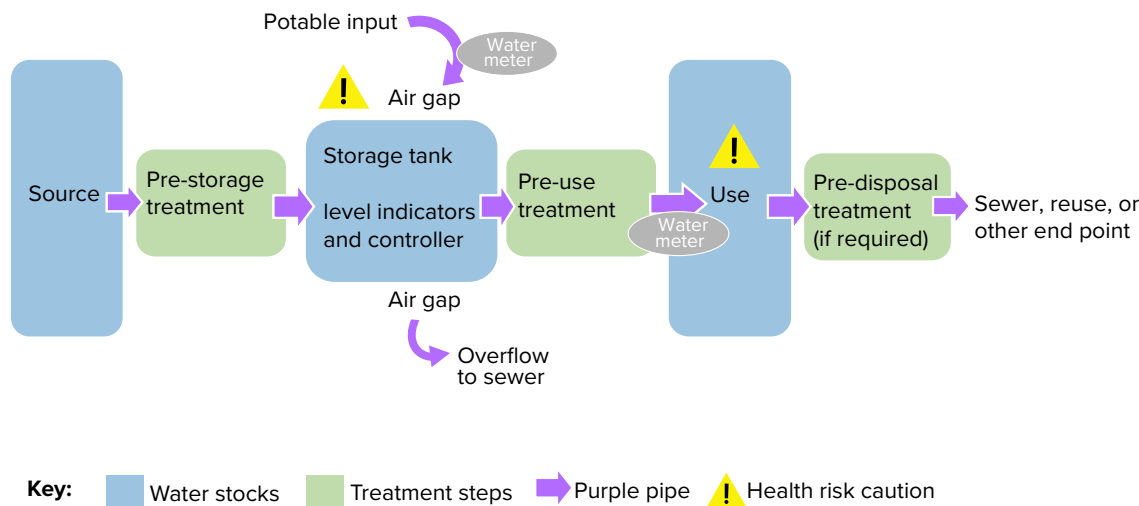 Potable input
Water
meter
!
Air gap
Source
Pre-storage
treatment
Storage tank
level indicators
and controller
Pre-use
treatment
Water
meter
!
Use
Pre-disposal
treatment
(if required)
Sewer, reuse, or
other end point
Air gap
Overflow
to sewer
Key:
Water stocks
Treatment steps
Purple pipe
!
Health risk caution